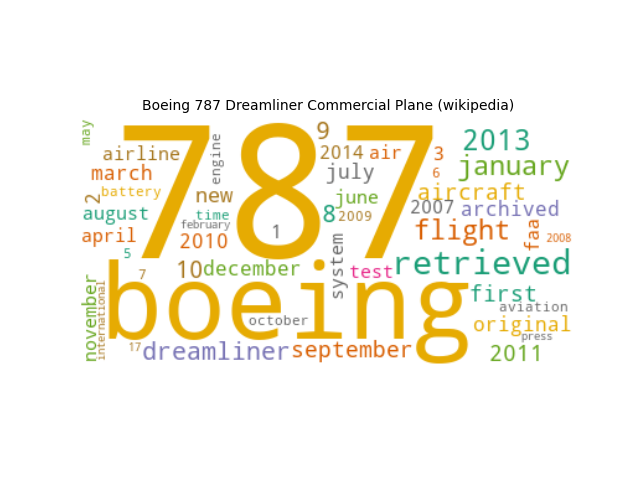 Boeing 787 Dreamliner Commercial Plane (wikipedia)
787
boeing
may
airline
march
engine
9
2014
air
3
2013
january
6
2
battery
new
july
june
aircraft
august
time
february
8
2009
2007
archived
april
2010
1
flight
faa
2008
5
7
10
december
system
test
retrieved
november
international
october
first
aviation
original
press
17
dreamliner
september
2011